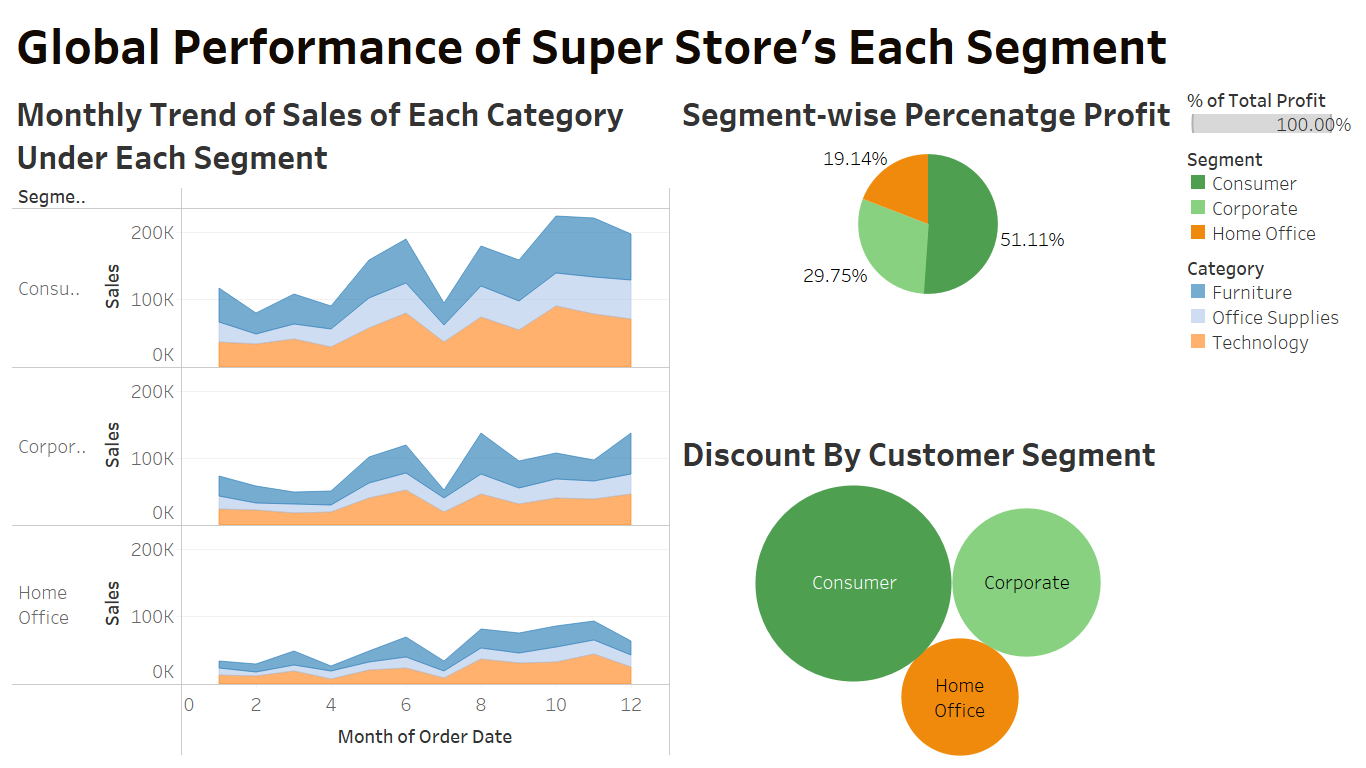 Global Performance of Super Store’s Each Segment
Monthly Trend of Sales of Each Category
Under Each Segment
Segme..
Consu..
Sales
200K
100K
0K
Corpor..
Sales
200K
100K
0K
Home
Office
Sales
200K
100K
0K
0 2 4 6 8 10 12
Month of Order Date
Segment-wise Percenatge Profit
19.14%
51.11%
29.75%
% of Total Profit
100.00%
Segment
Consumer
Corporate
Home Office
Category
Furniture
Office Supplies
Technology
Discount By Customer Segment
Consumer
Corporate
Home
Office